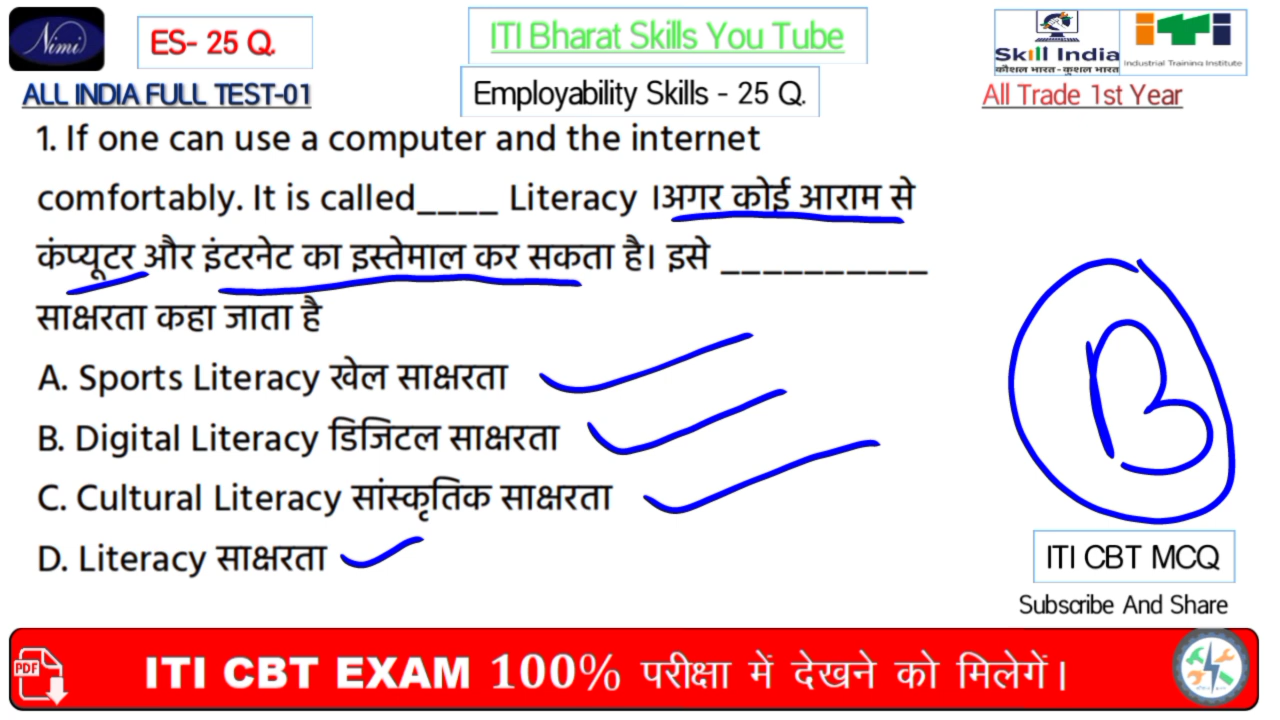 Nimi
ES- 25 Q.
ITI Bharat Skills You Tube
Skill India
कौशल भारत - कुशल भारत
Industrial Training Institute
ALL INDIA FULL TEST-01
Employability Skills - 25 Q.
All Trade 1st Year
1. If one can use a computer and the internet
comfortably. It is called____ Literacy ।अगर कोई आराम से
कंप्यूटर और इंटरनेट का इस्तेमाल कर सकता है। इसे __________
साक्षरता कहा जाता है
A. Sports Literacy खेल साक्षरता
B. Digital Literacy डिजिटल साक्षरता
C. Cultural Literacy सांस्कृतिक साक्षरता
D. Literacy साक्षरता
B
ITI CBT MCQ
Subscribe And Share
PDF
ITI CBT EXAM 100% परीक्षा में देखने को मिलेगें।